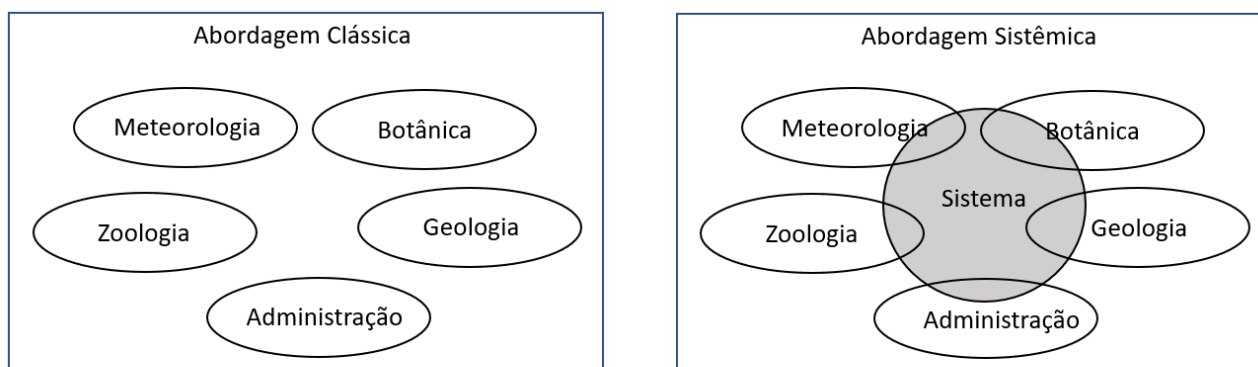 Abordagem Clássica
Meteorologia
Botânica
Zoologia
Geologia
Administração
Abordagem Sistêmica
Meteorologia
Botânica
Sistema
Zoologia
Geologia
Administração